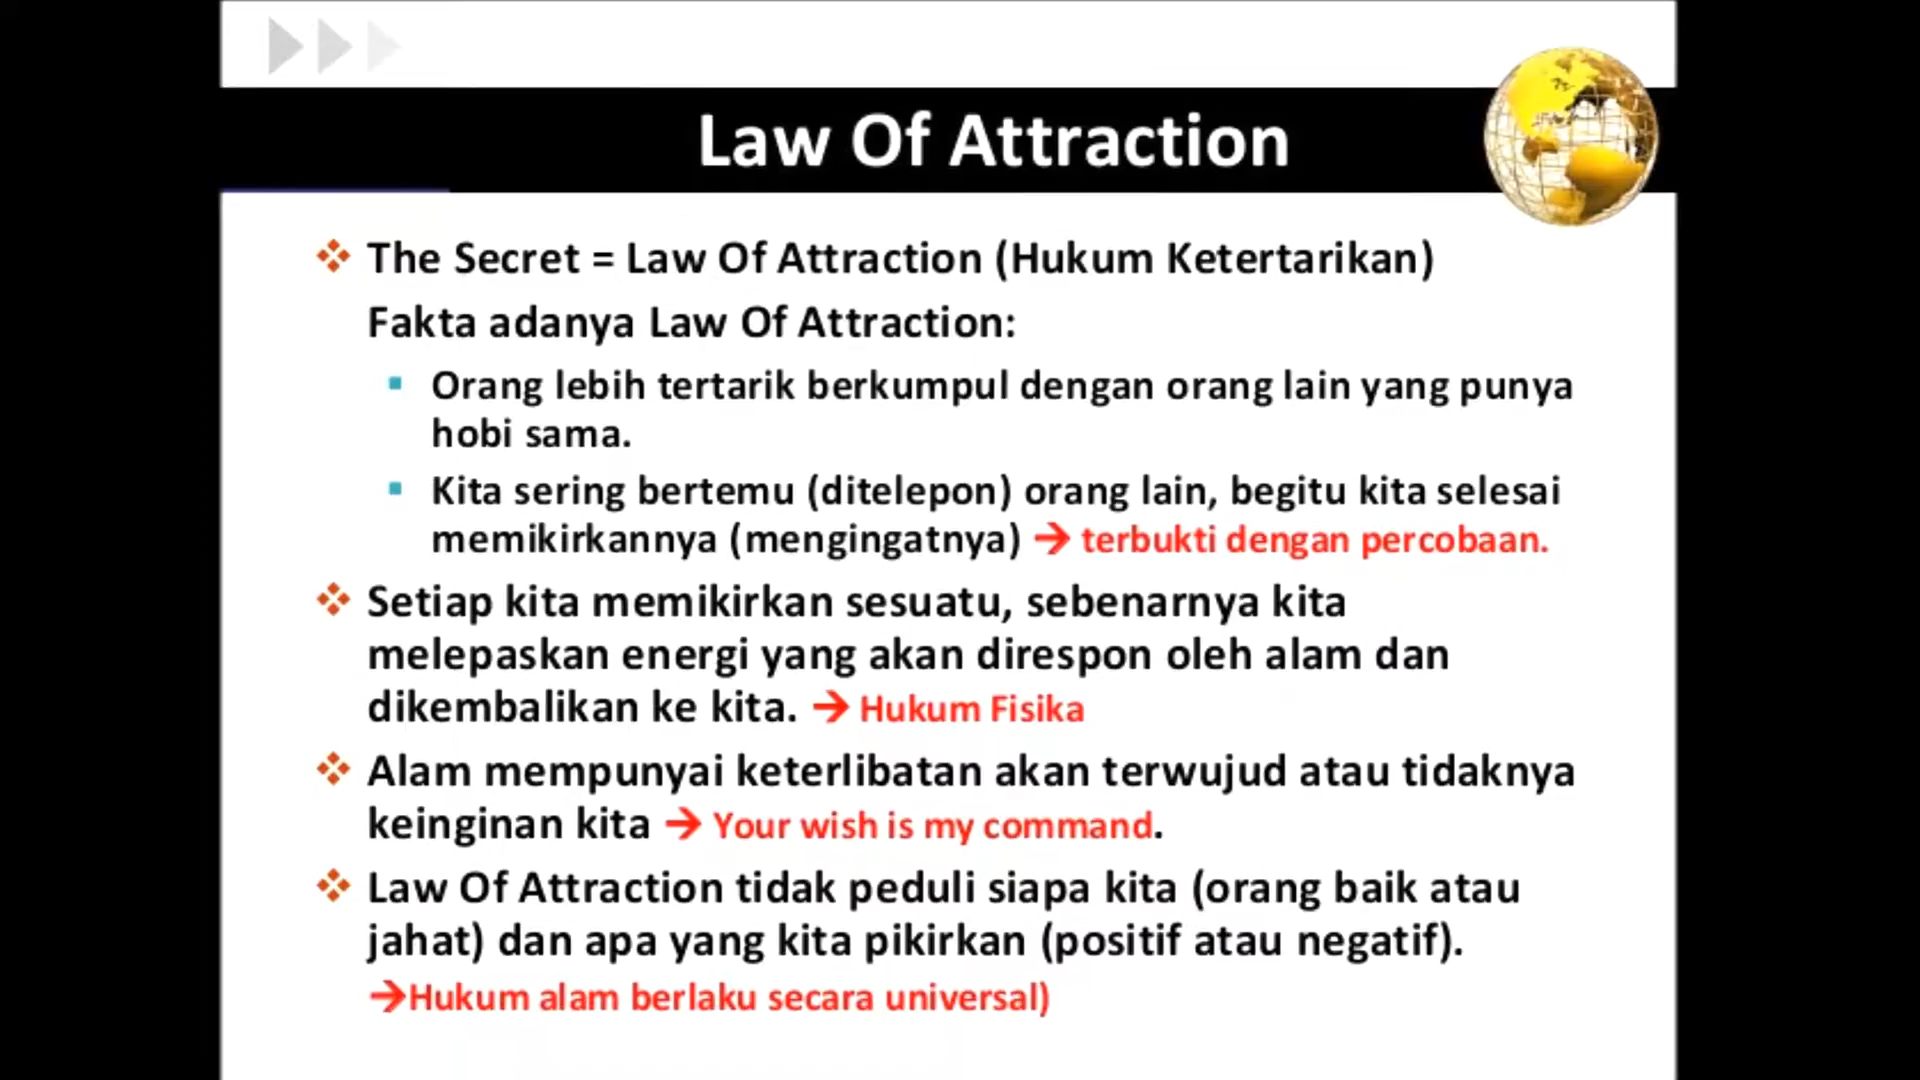 Law Of Attraction
The Secret = Law Of Attraction (Hukum Ketertarikan)
Fakta adanya Law Of Attraction:
Orang lebih tertarik berkumpul dengan orang lain yang punya
hobi sama.
Kita sering bertemu (ditelepon) orang lain, begitu kita selesai
memikirkannya (mengingatnya) → terbukti dengan percobaan.
Setiap kita memikirkan sesuatu, sebenarnya kita
melepaskan energi yang akan direspon oleh alam dan
dikembalikan ke kita. → Hukum Fisika
Alam mempunyai keterlibatan akan terwujud atau tidaknya
keinginan kita → Your wish is my command.
Law Of Attraction tidak peduli siapa kita (orang baik atau
jahat) dan apa yang kita pikirkan (positif atau negatif).
→Hukum alam berlaku secara universal)